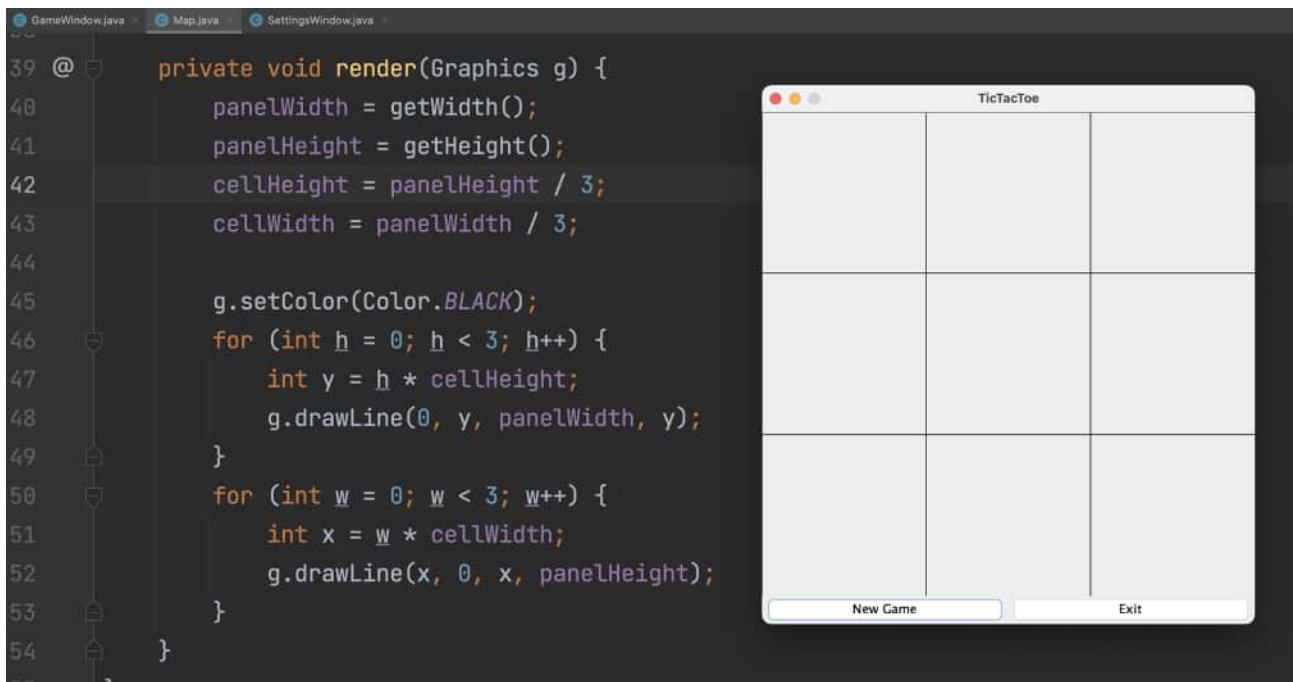 GameWindow.java Map.java SettingsWindow.java
39 @ private void render(Graphics g) {
40 panelWidth = getWidth();
41 panelHeight = getHeight();
42 cellHeight = panelHeight / 3;
43 cellWidth = panelWidth / 3;
44
45 g.setColor(Color.BLACK);
46 for (int h = 0; h < 3; h++) {
47 int y = h * cellHeight;
48 g.drawLine(0, y, panelWidth, y);
49 }
50 for (int w = 0; w < 3; w++) {
51 int x = w * cellWidth;
52 g.drawLine(x, 0, x, panelHeight);
53 }
54 }
TicTacToe
New Game Exit